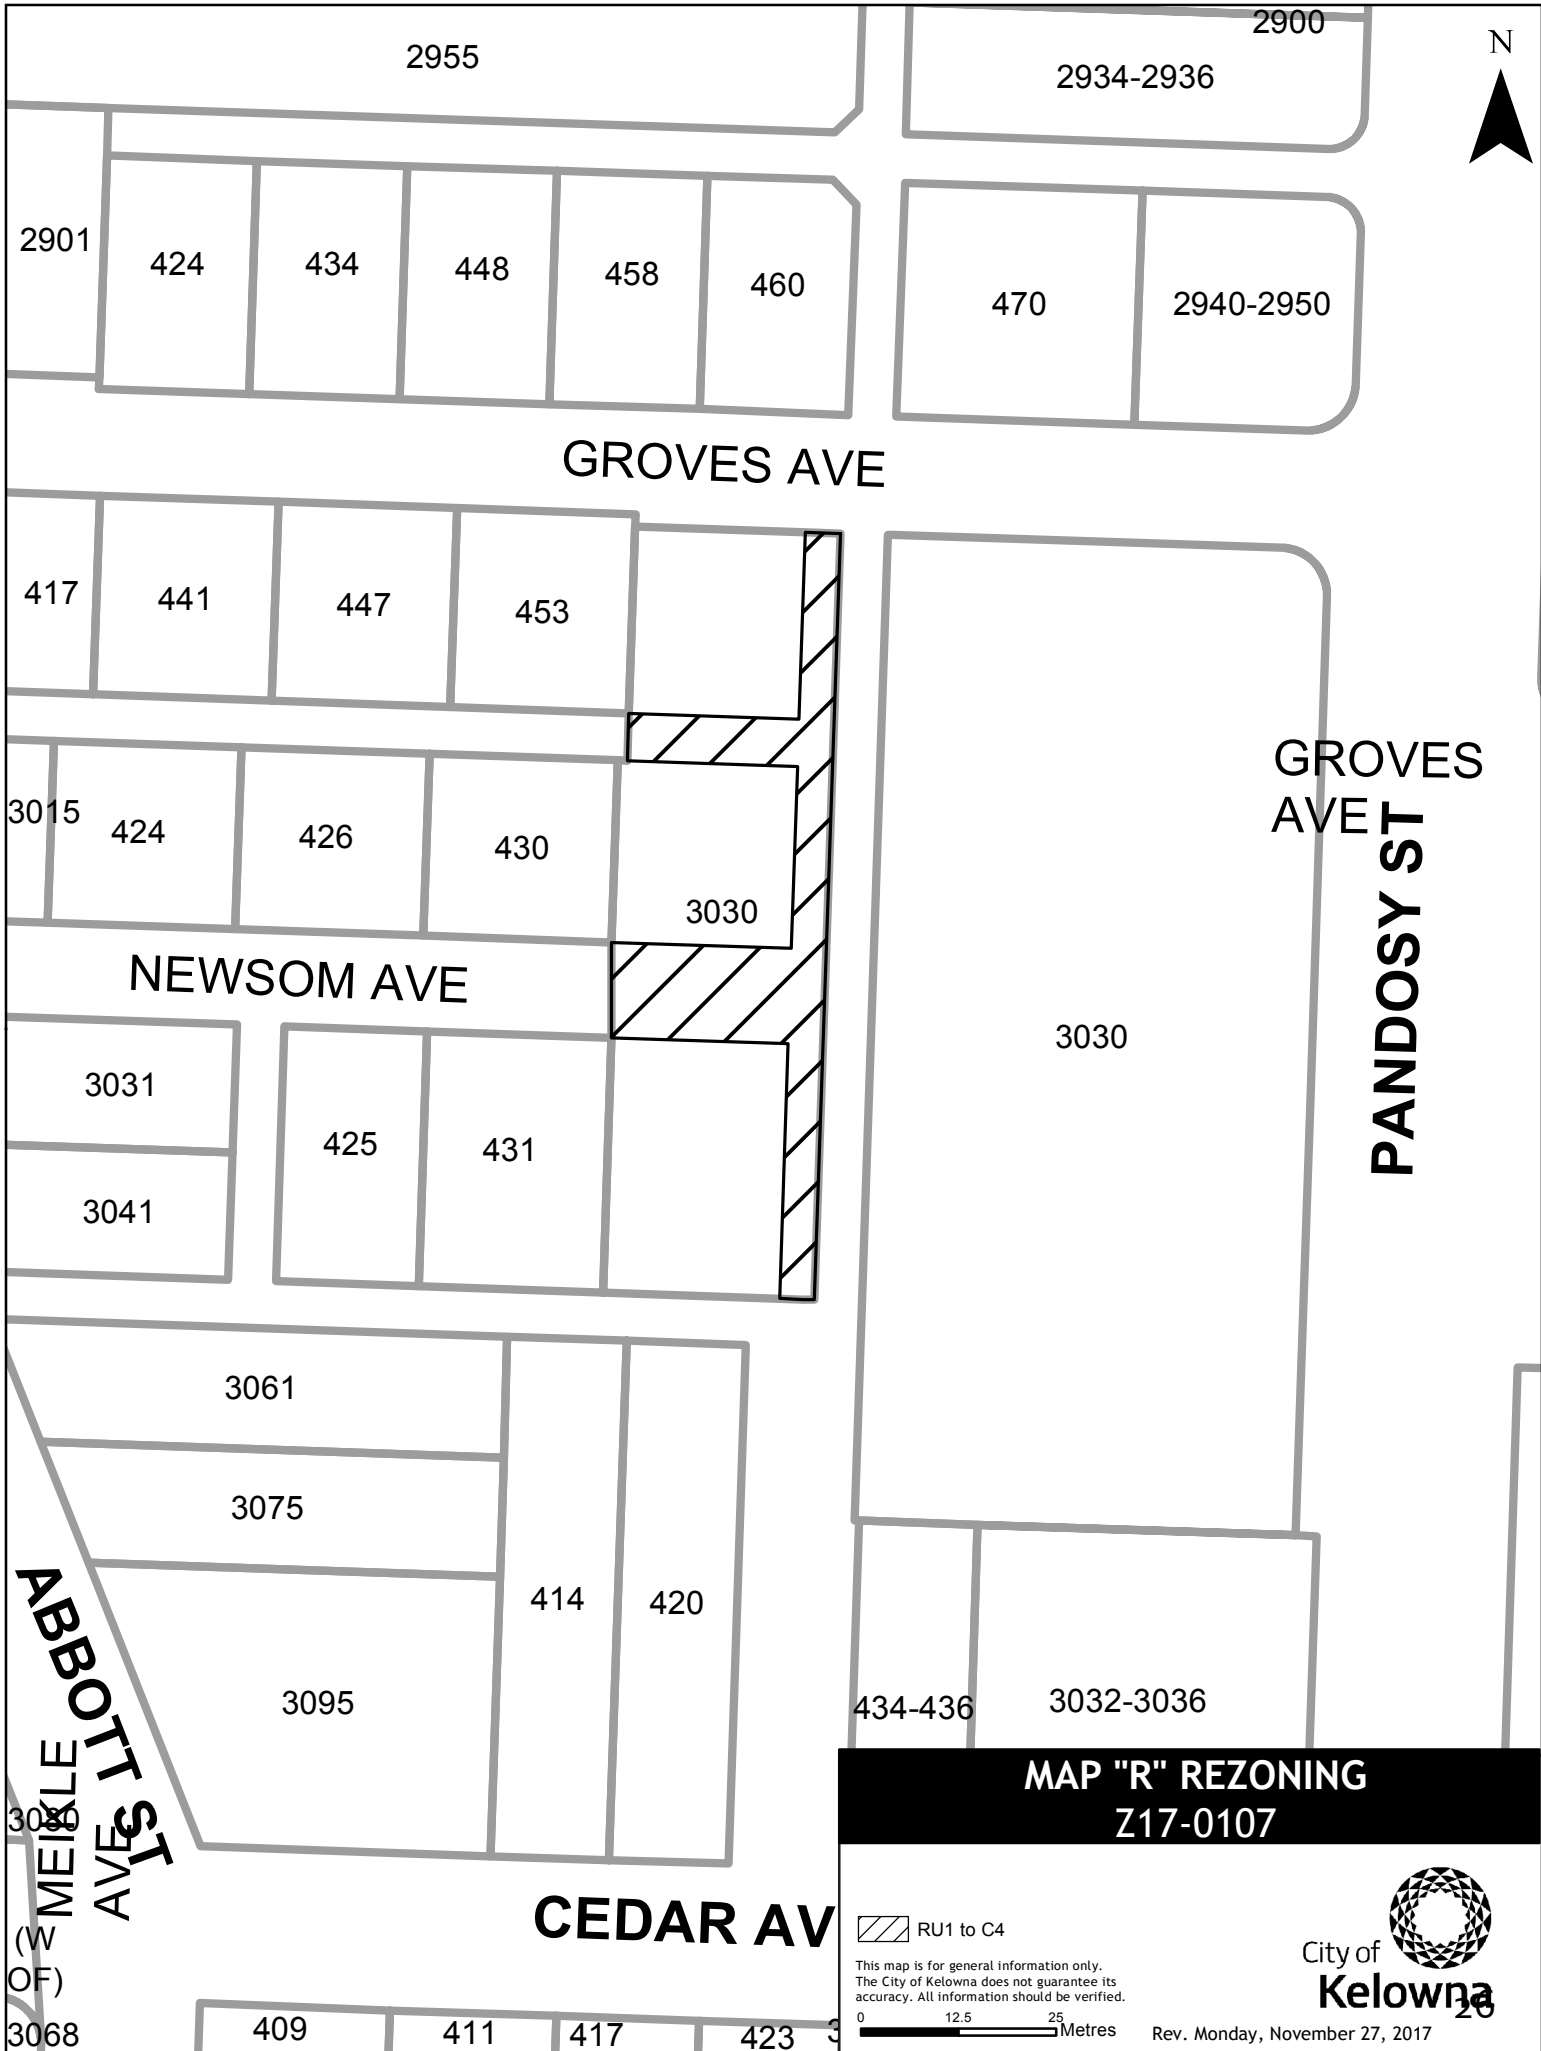 2955
2900
2934-2936
N
2901
424
434
448
458
460
470
2940-2950
GROVES AVE
417
441
447
453
GROVES
AVE
3015
424
426
430
3030
PANDOSY ST
NEWSOM AVE
3030
3031
425
431
3041
3061
3075
414
420
ABBOTT ST
3095
434-436
3032-3036
MEIKLE
AVE
3080
MAP "R" REZONING
Z17-0107
CEDAR AV
(W
OF)
RU1 to C4
This map is for general information only.
The City of Kelowna does not guarantee its
accuracy. All information should be verified.
0 12.5 25
Metres
City of
Kelowna
26
Rev. Monday, November 27, 2017
3068
409
411
417
423